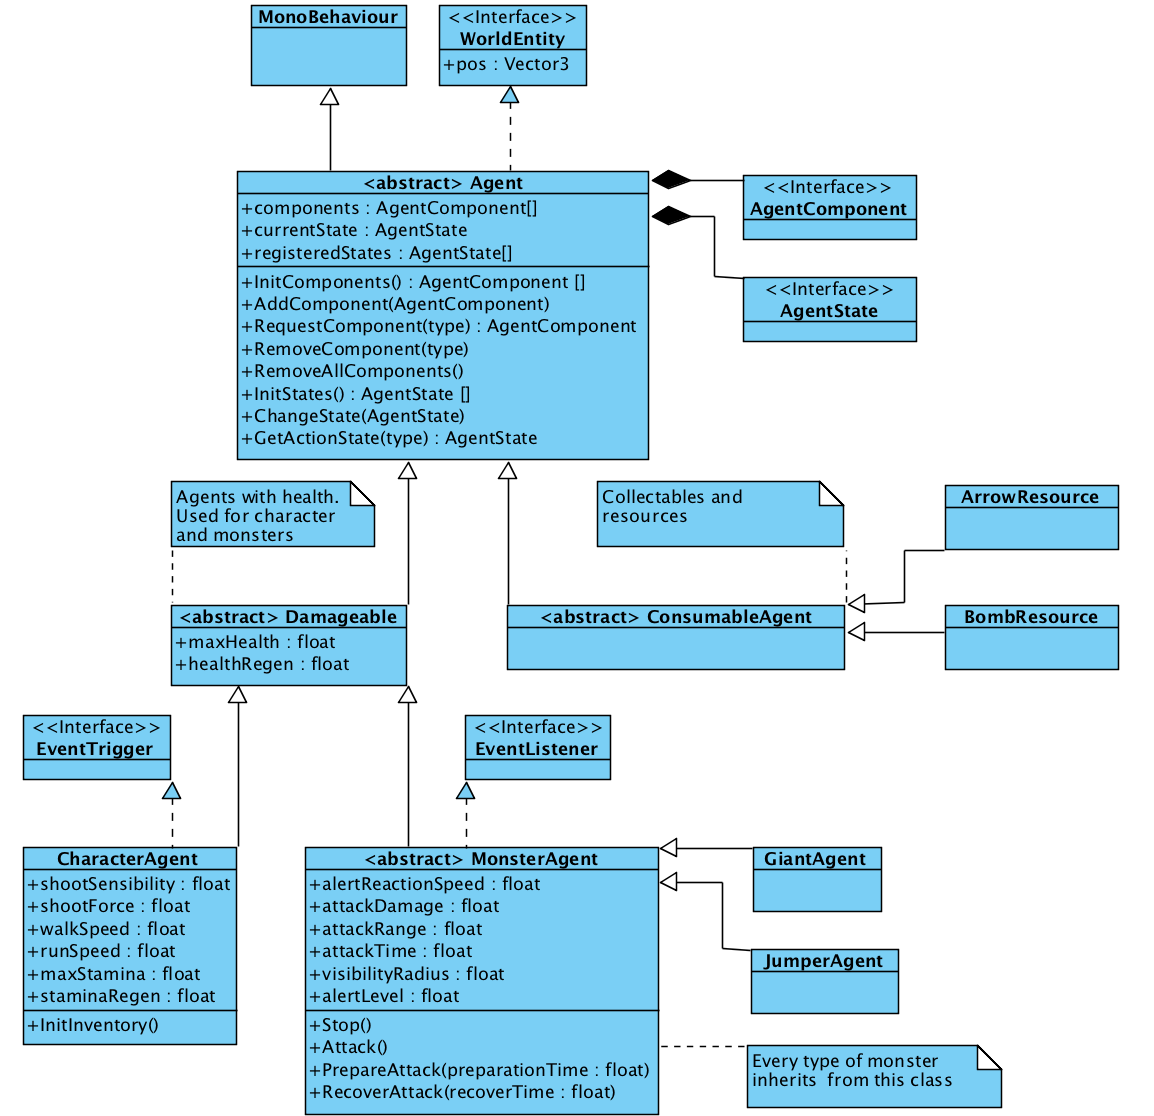 MonoBehaviour
<<Interface>>
WorldEntity
+pos : Vector3
<abstract> Agent
+components : AgentComponent[]
+currentState : AgentState
+registeredStates : AgentState[]
+InitComponents() : AgentComponent []
+AddComponent(AgentComponent)
+RequestComponent(type) : AgentComponent
+RemoveComponent(type)
+RemoveAllComponents()
+InitStates() : AgentState []
+ChangeState(AgentState)
+GetActionState(type) : AgentState
<<Interface>>
AgentComponent
<<Interface>>
AgentState
Agents with health.
Used for character
and monsters
Collectables and
resources
ArrowResource
<abstract> Damageable
+maxHealth : float
+healthRegen : float
<abstract> ConsumableAgent
BombResource
<<Interface>>
EventTrigger
<<Interface>>
EventListener
CharacterAgent
+shootSensibility : float
+shootForce : float
+walkSpeed : float
+runSpeed : float
+maxStamina : float
+staminaRegen : float
+InitInventory()
<abstract> MonsterAgent
+alertReactionSpeed : float
+attackDamage : float
+attackRange : float
+attackTime : float
+visibilityRadius : float
+alertLevel : float
+Stop()
+Attack()
+PrepareAttack(preparationTime : float)
+RecoverAttack(recoverTime : float)
GiantAgent
JumperAgent
Every type of monster
inherits  from this class